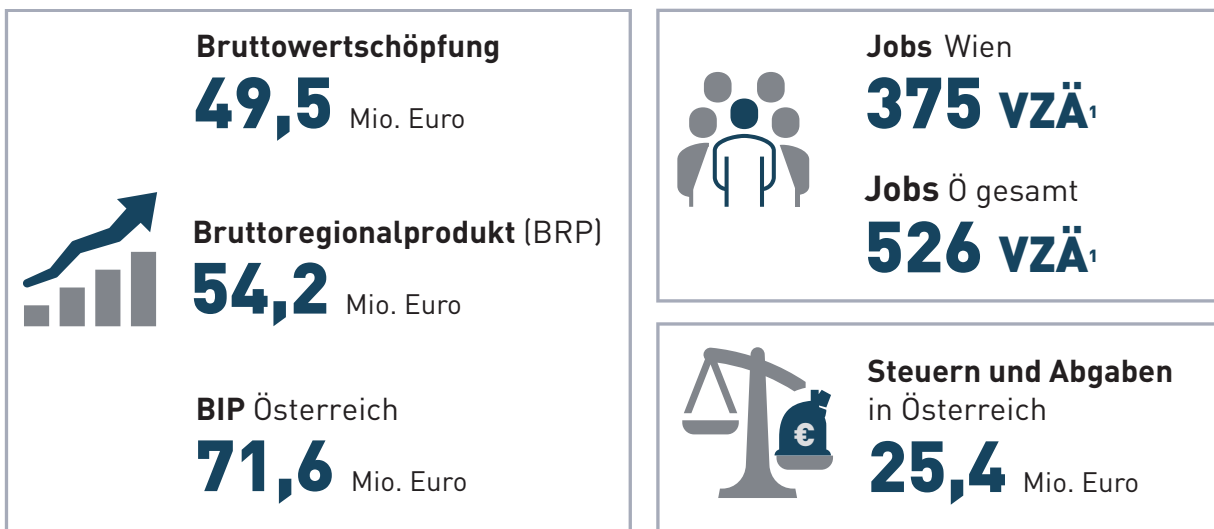 Bruttowertschöpfung
49,5 Mio. Euro
Bruttoregionalprodukt (BRP)
54,2 Mio. Euro
BIP Österreich
71,6 Mio. Euro
Jobs Wien
375 VZÄ¹
Jobs Ö gesamt
526 VZÄ¹
Steuern und Abgaben
in Österreich
€
25,4 Mio. Euro